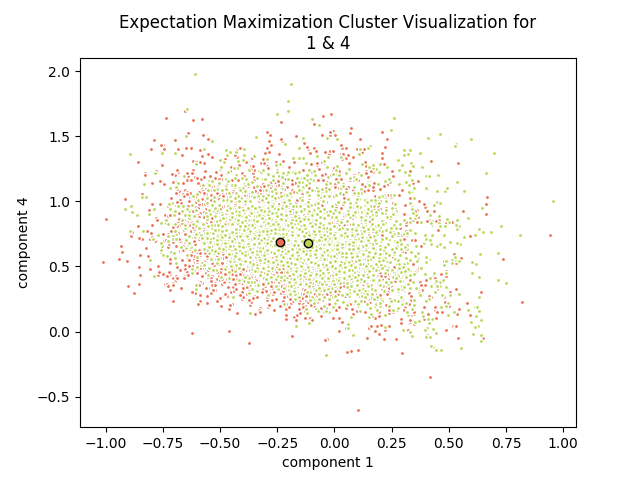 Expectation Maximization Cluster Visualization for
1 & 4
2.0
1.5
1.0
0.5
0.0
−0.5
component 4
−1.00 −0.75 −0.50 −0.25 0.00 0.25 0.50 0.75 1.00
component 1